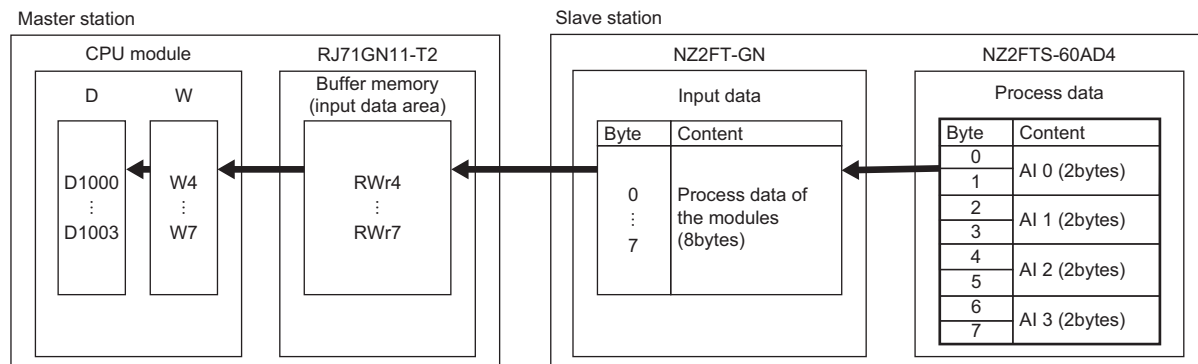 Master station
Slave station
CPU module
RJ71GN11-T2
NZ2FT-GN
NZ2FTS-60AD4
D
W
Buffer memory
(input data area)
Input data
Process data
D1000
⋮
D1003
W4
⋮
W7
RWr4
⋮
RWr7
Byte
Content
0
⋮
7
Process data of
the modules
(8bytes)
Byte
Content
0
1
AI 0 (2bytes)
2
3
AI 1 (2bytes)
4
5
AI 2 (2bytes)
6
7
AI 3 (2bytes)